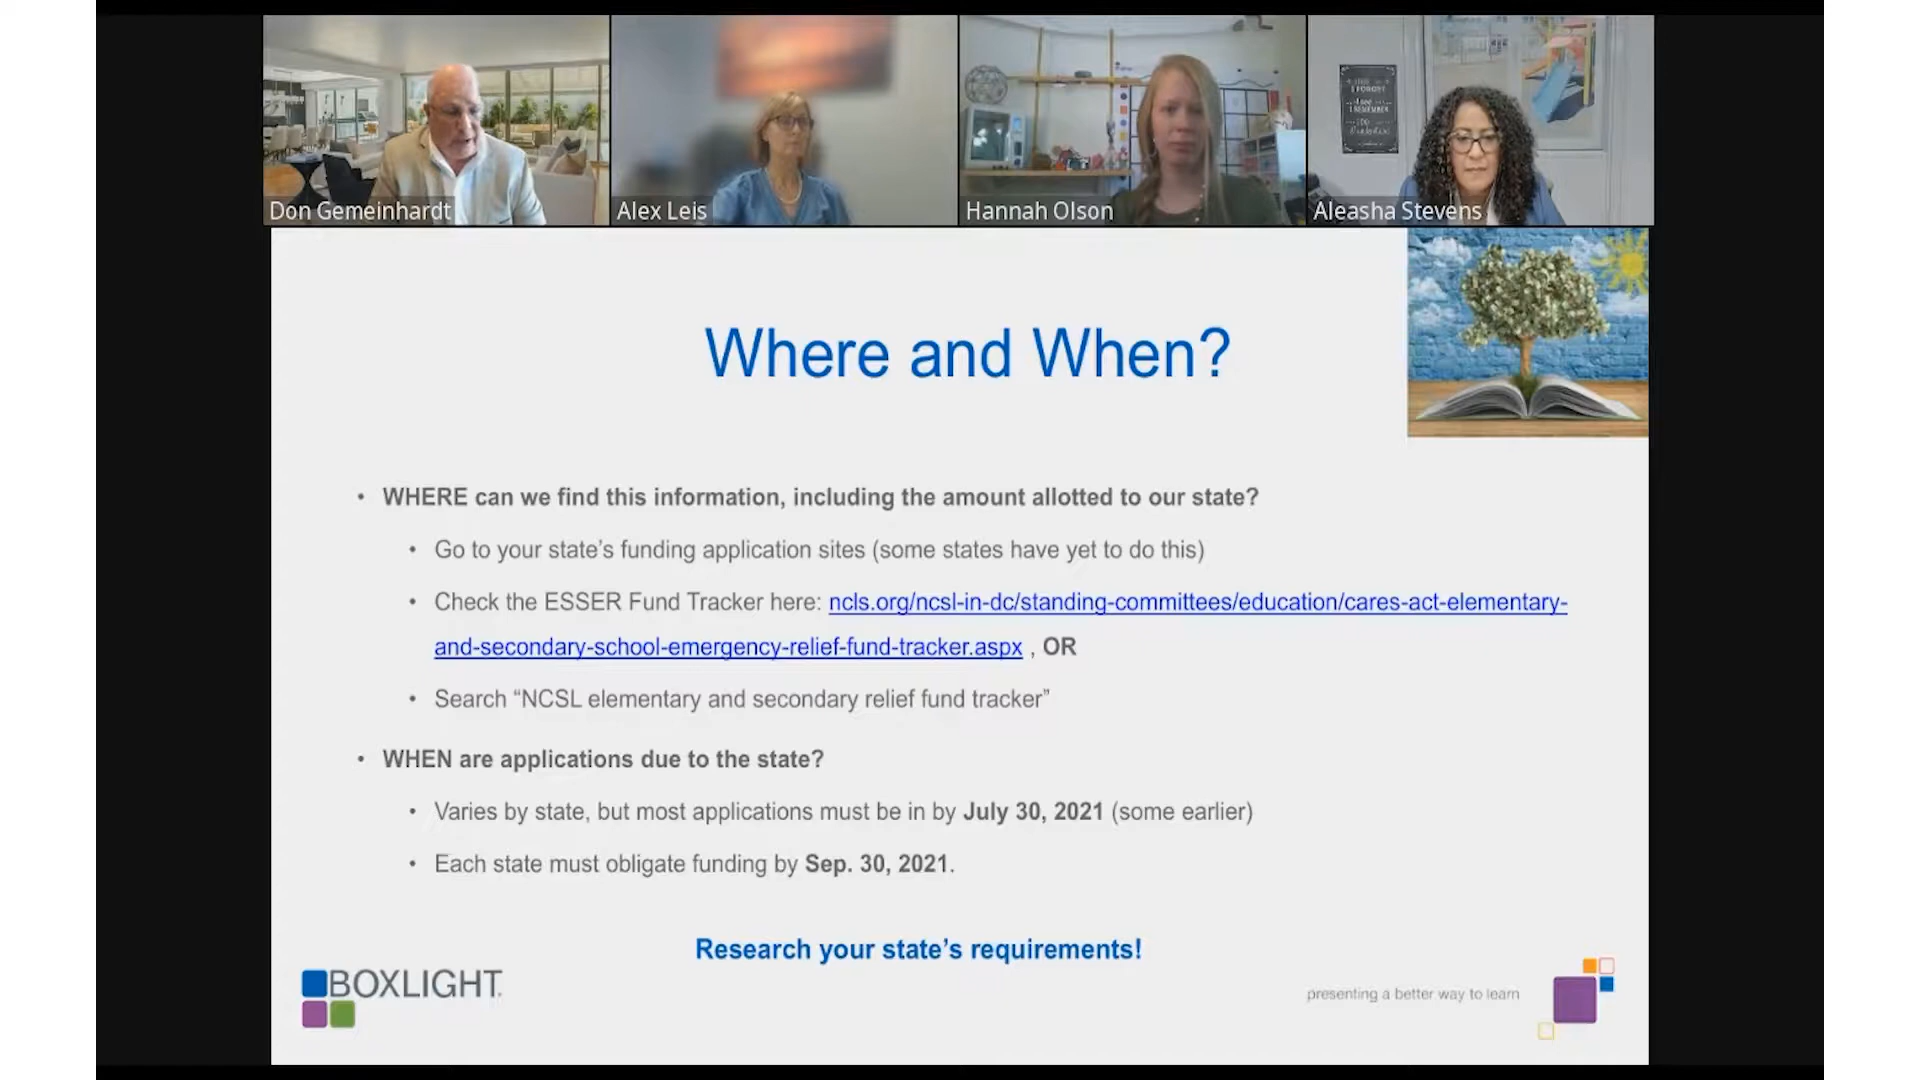 Don Gemeinhardt
Alex Leis
Hannah Olson
Aleasha Stevens
I FORGET
I REMEMBER
Where and When?
• WHERE can we find this information, including the amount allotted to our state?
• Go to your state’s funding application sites (some states have yet to do this)
• Check the ESSER Fund Tracker here: ncls.org/ncsl-in-dc/standing-committees/education/cares-act-elementary-
and-secondary-school-emergency-relief-fund-tracker.aspx , OR
• Search “NCSL elementary and secondary relief fund tracker”
• WHEN are applications due to the state?
• Varies by state, but most applications must be in by July 30, 2021 (some earlier)
• Each state must obligate funding by Sep. 30, 2021.
Research your state’s requirements!
BOXLIGHT
presenting a better way to learn